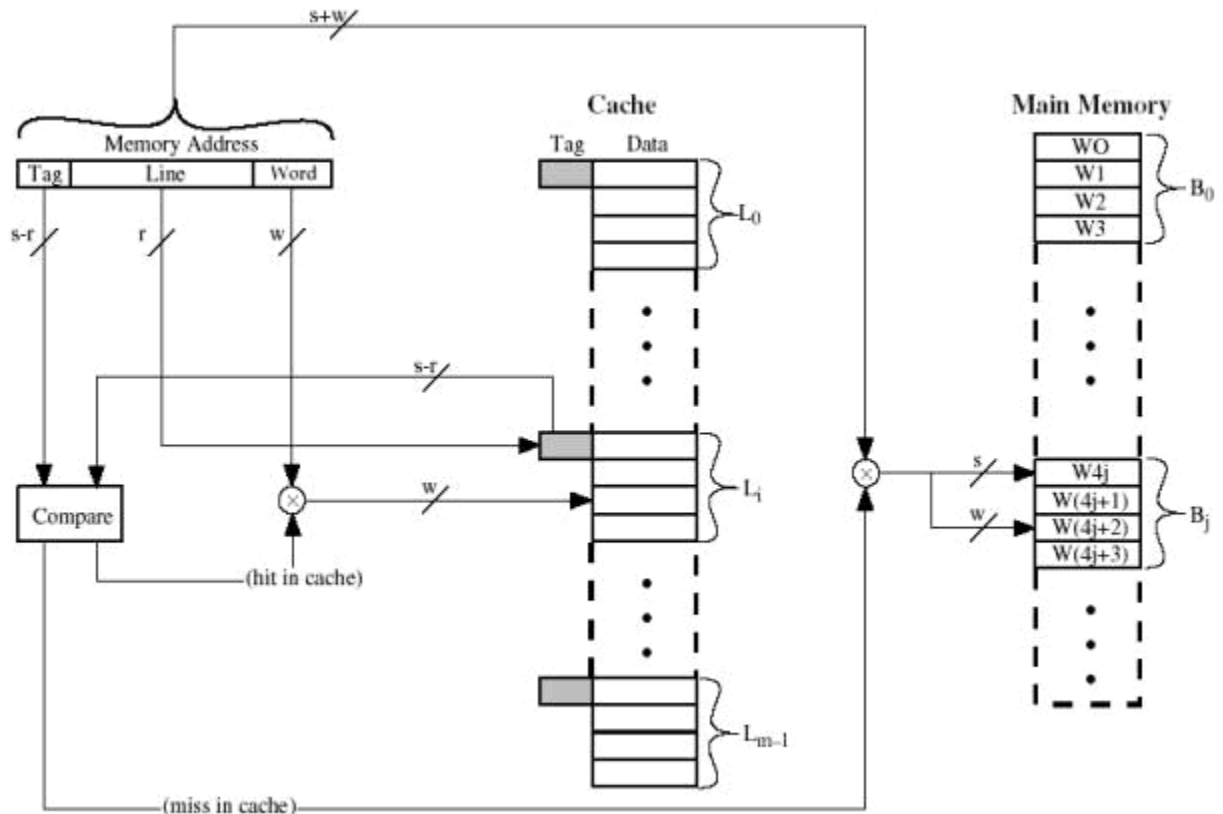 s+w
Cache
Main Memory
Memory Address
Tag Data
Tag Line Word
WO
W1
W2
W3
B0
L0
s-r r w
s-r
Li
w
s
w
W4j
W(4j+1)
W(4j+2)
W(4j+3)
Bj
Compare
(hit in cache)
Lm–1
(miss in cache)